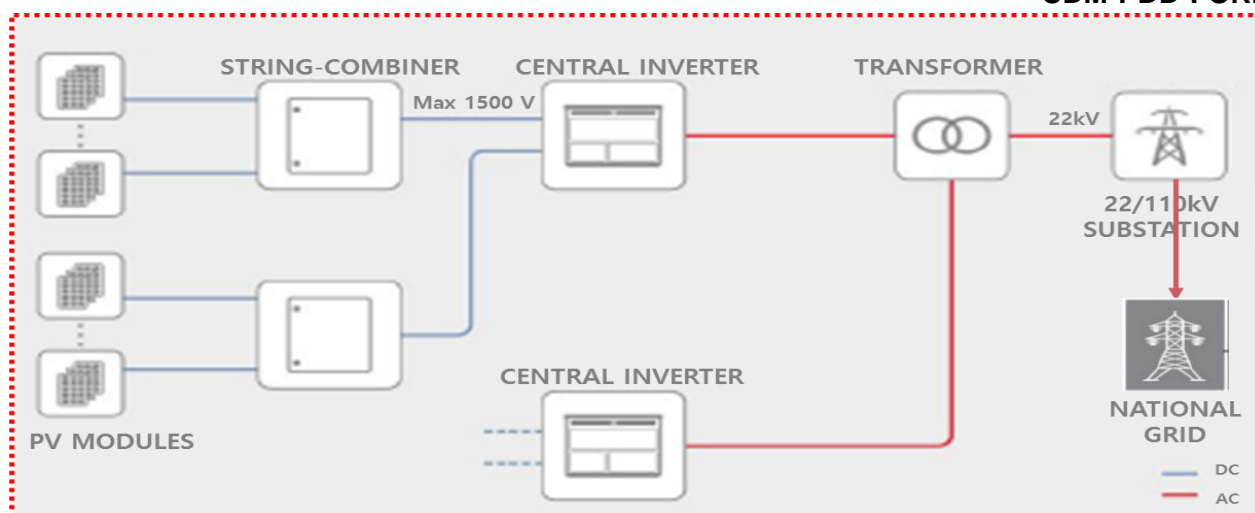 STRING-COMBINER
CENTRAL INVERTER
TRANSFORMER
Max 1500 V
22kV
22/110kV
SUBSTATION
CENTRAL INVERTER
PV MODULES
NATIONAL
GRID
DC
AC